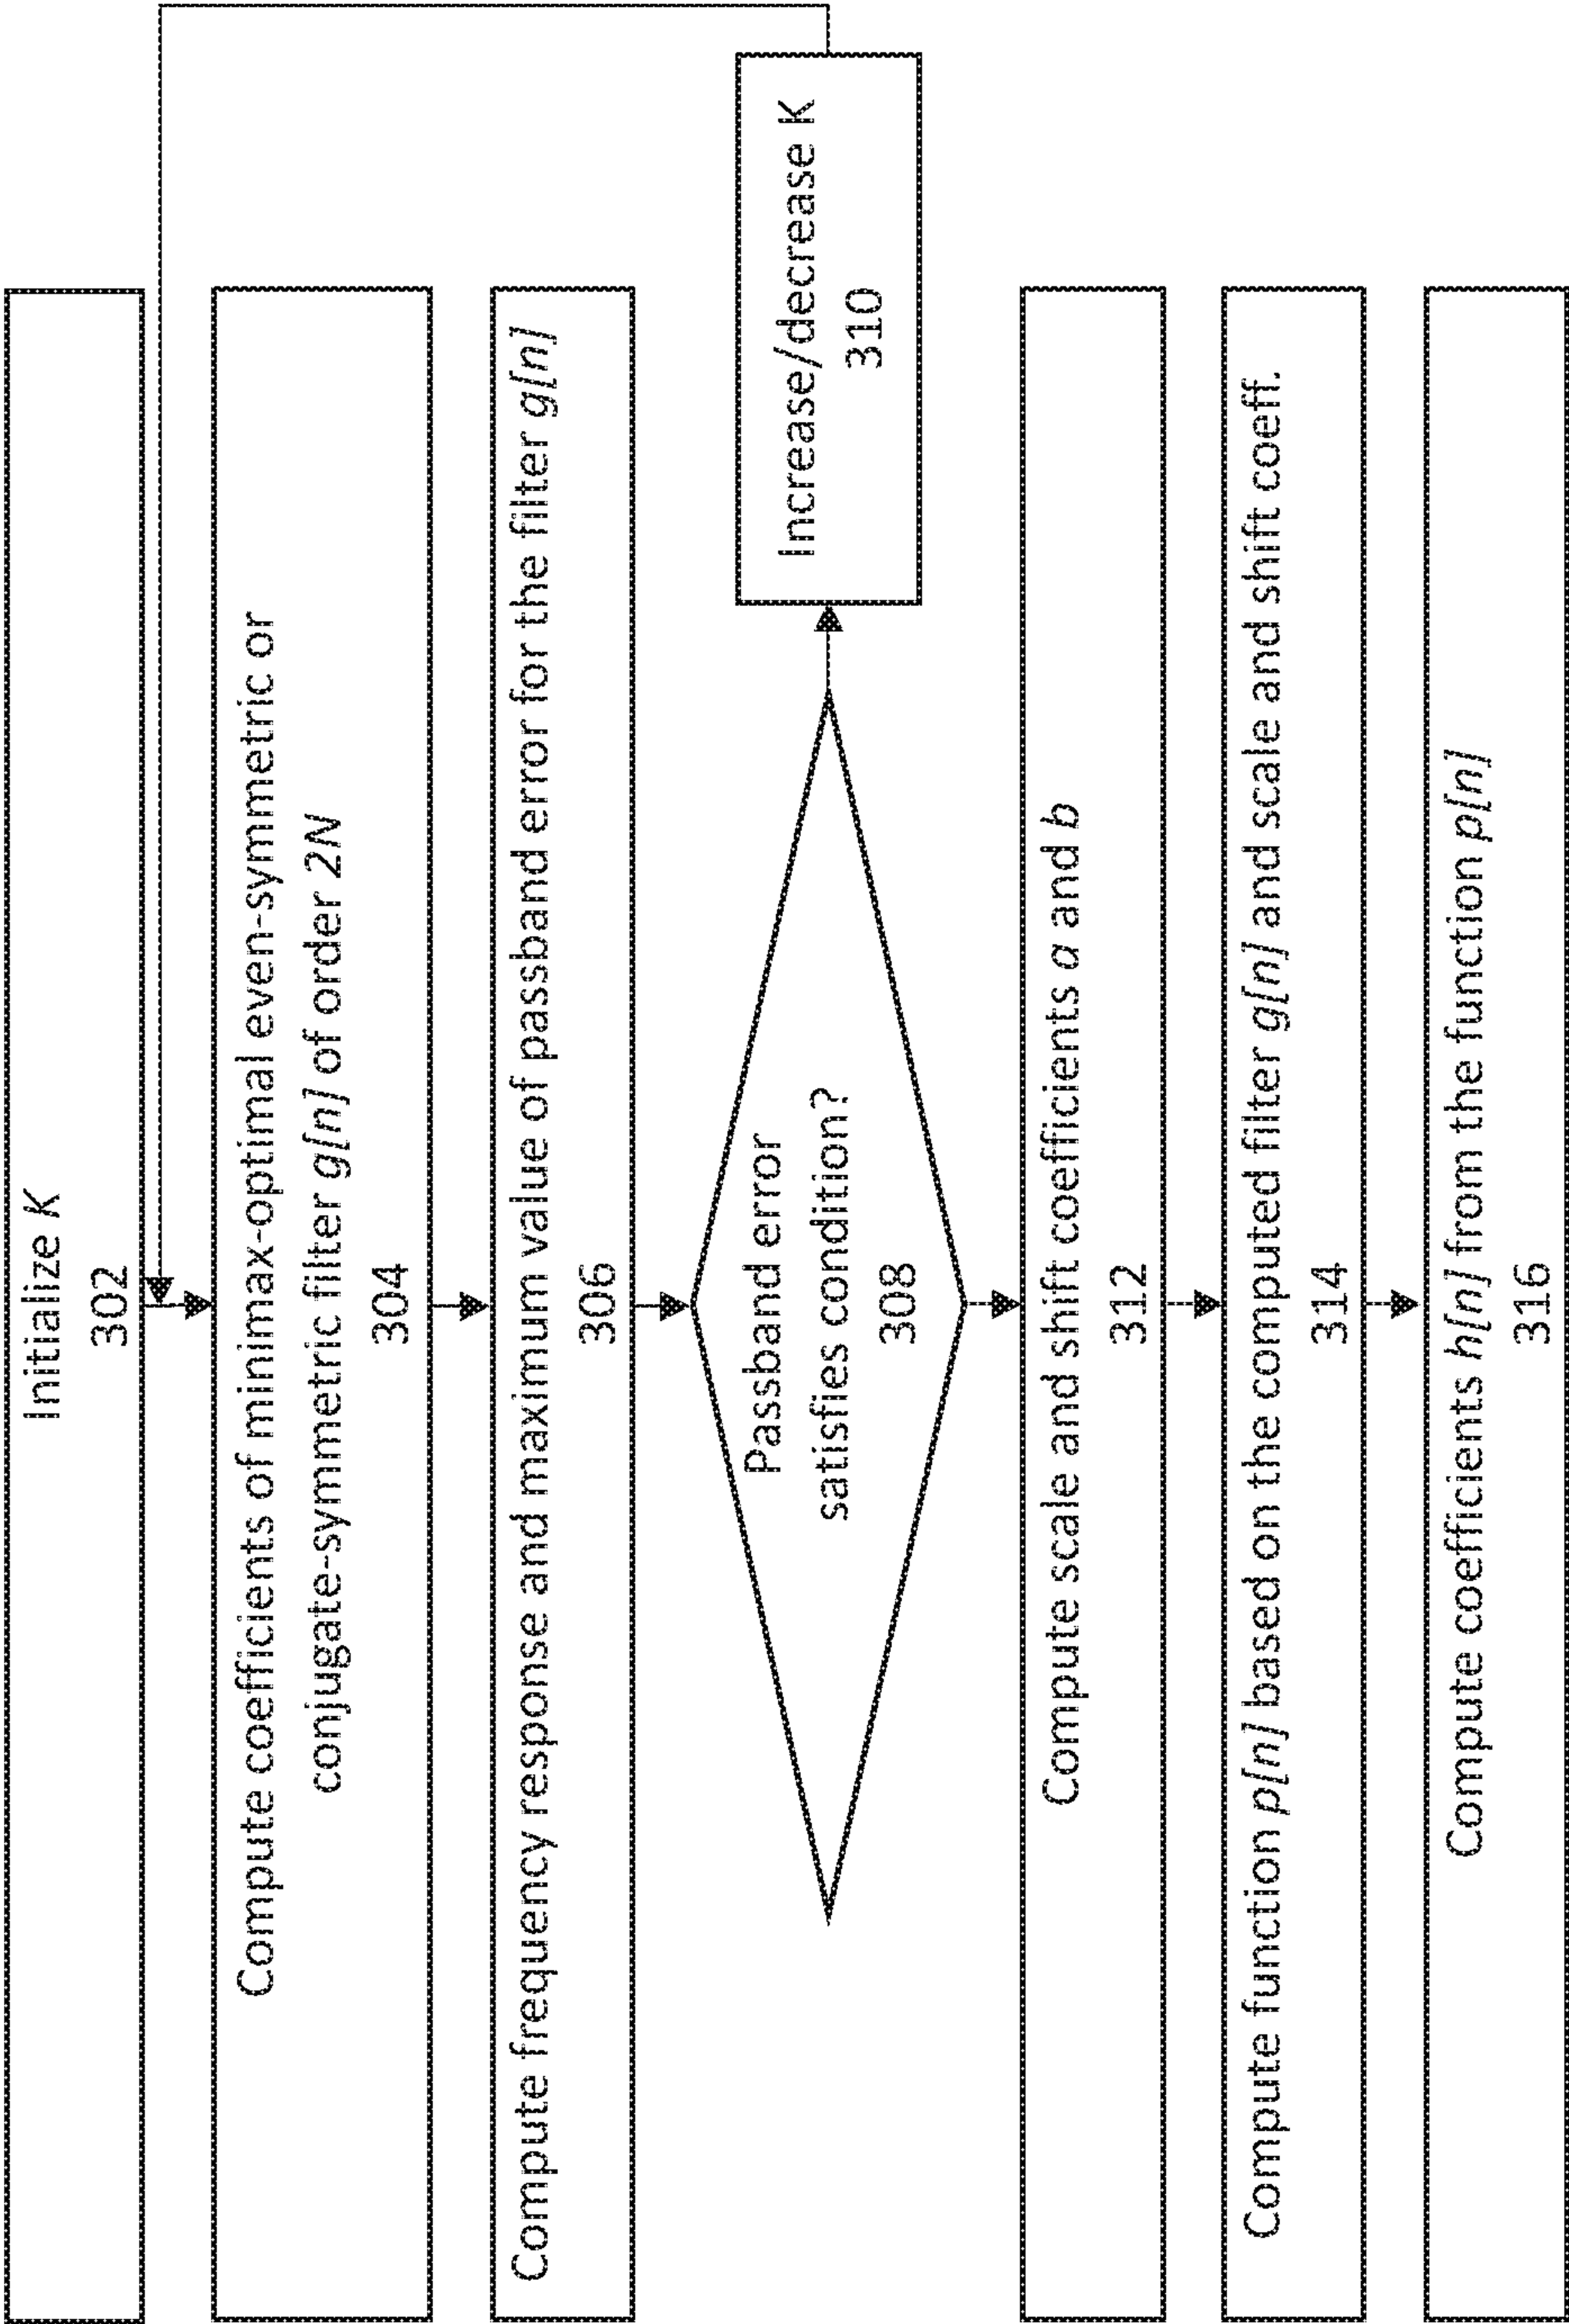 Initialize K
302
Compute coefficients of minimax-optimal even-symmetric or
conjugate-symmetric filter g[n] of order 2N
304
Compute frequency response and maximum value of passband error for the filter g[n]
306
Passband error
satisfies condition?
308
Increase/decrease K
310
Compute scale and shift coefficients a and b
312
Compute function p[n] based on the computed filter g[n] and scale and shift coeff.
314
Compute coefficients h[n] from the function p[n]
316